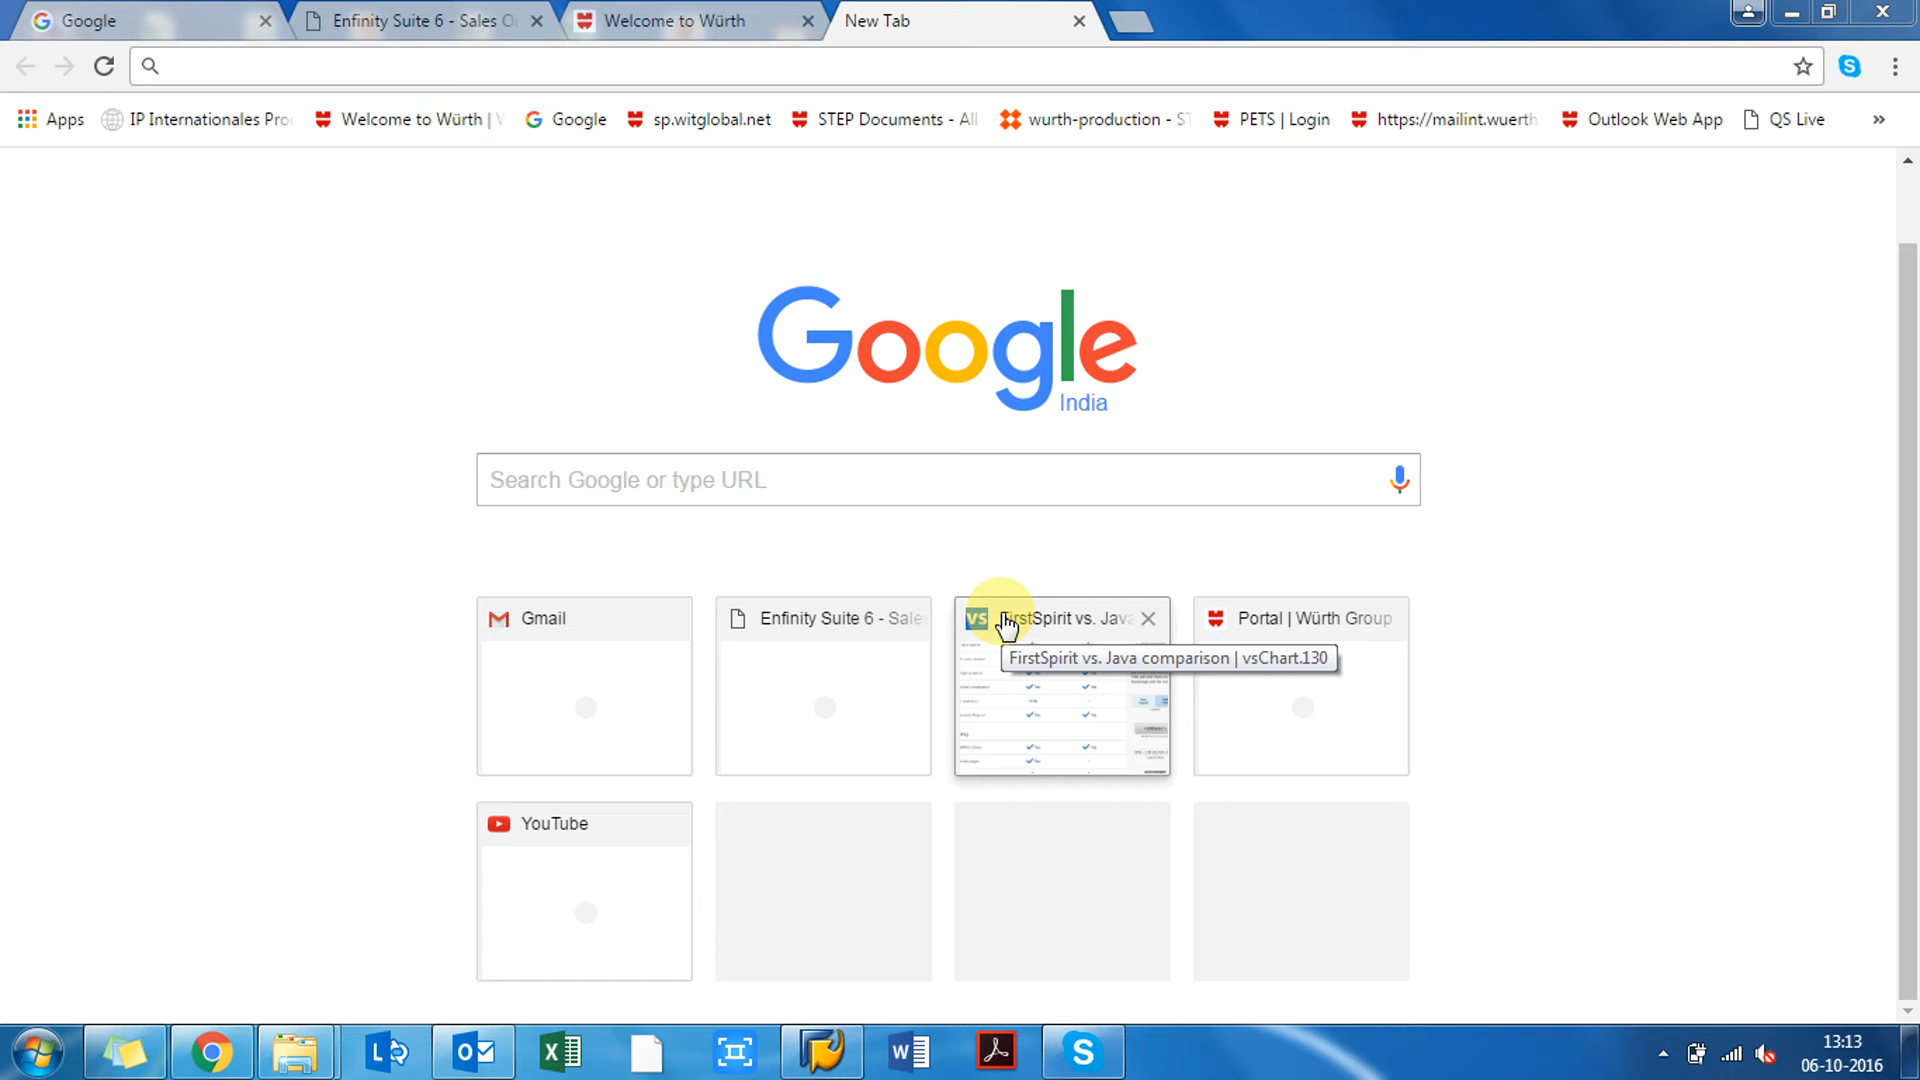 Google
Enfinity Suite 6 - Sales O
Welcome to Würth
New Tab
Apps
IP Internationales Pro
Welcome to Würth | W
Google
sp.witglobal.net
STEP Documents - All
wurth-production - ST
PETS | Login
https://mailint.wuerth
Outlook Web App
QS Live
»
Google
India
Search Google or type URL
Gmail
Enfinity Suite 6 - Sale
VS
FirstSpirit vs. Java
Portal | Würth Group
FirstSpirit vs. Java comparison | vsChart.130
YouTube
13:13
06-10-2016